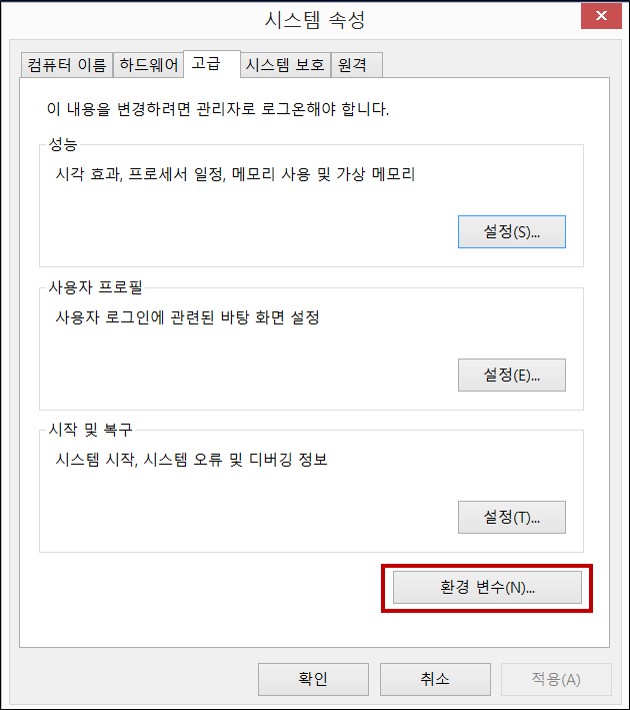 시스템 속성
컴퓨터 이름 하드웨어 고급 시스템 보호 원격
이 내용을 변경하려면 관리자로 로그온해야 합니다.
성능
시각 효과, 프로세서 일정, 메모리 사용 및 가상 메모리
설정(S)...
사용자 프로필
사용자 로그인에 관련된 바탕 화면 설정
설정(E)...
시작 및 복구
시스템 시작, 시스템 오류 및 디버깅 정보
설정(T)...
환경 변수(N)...
확인 취소 적용(A)